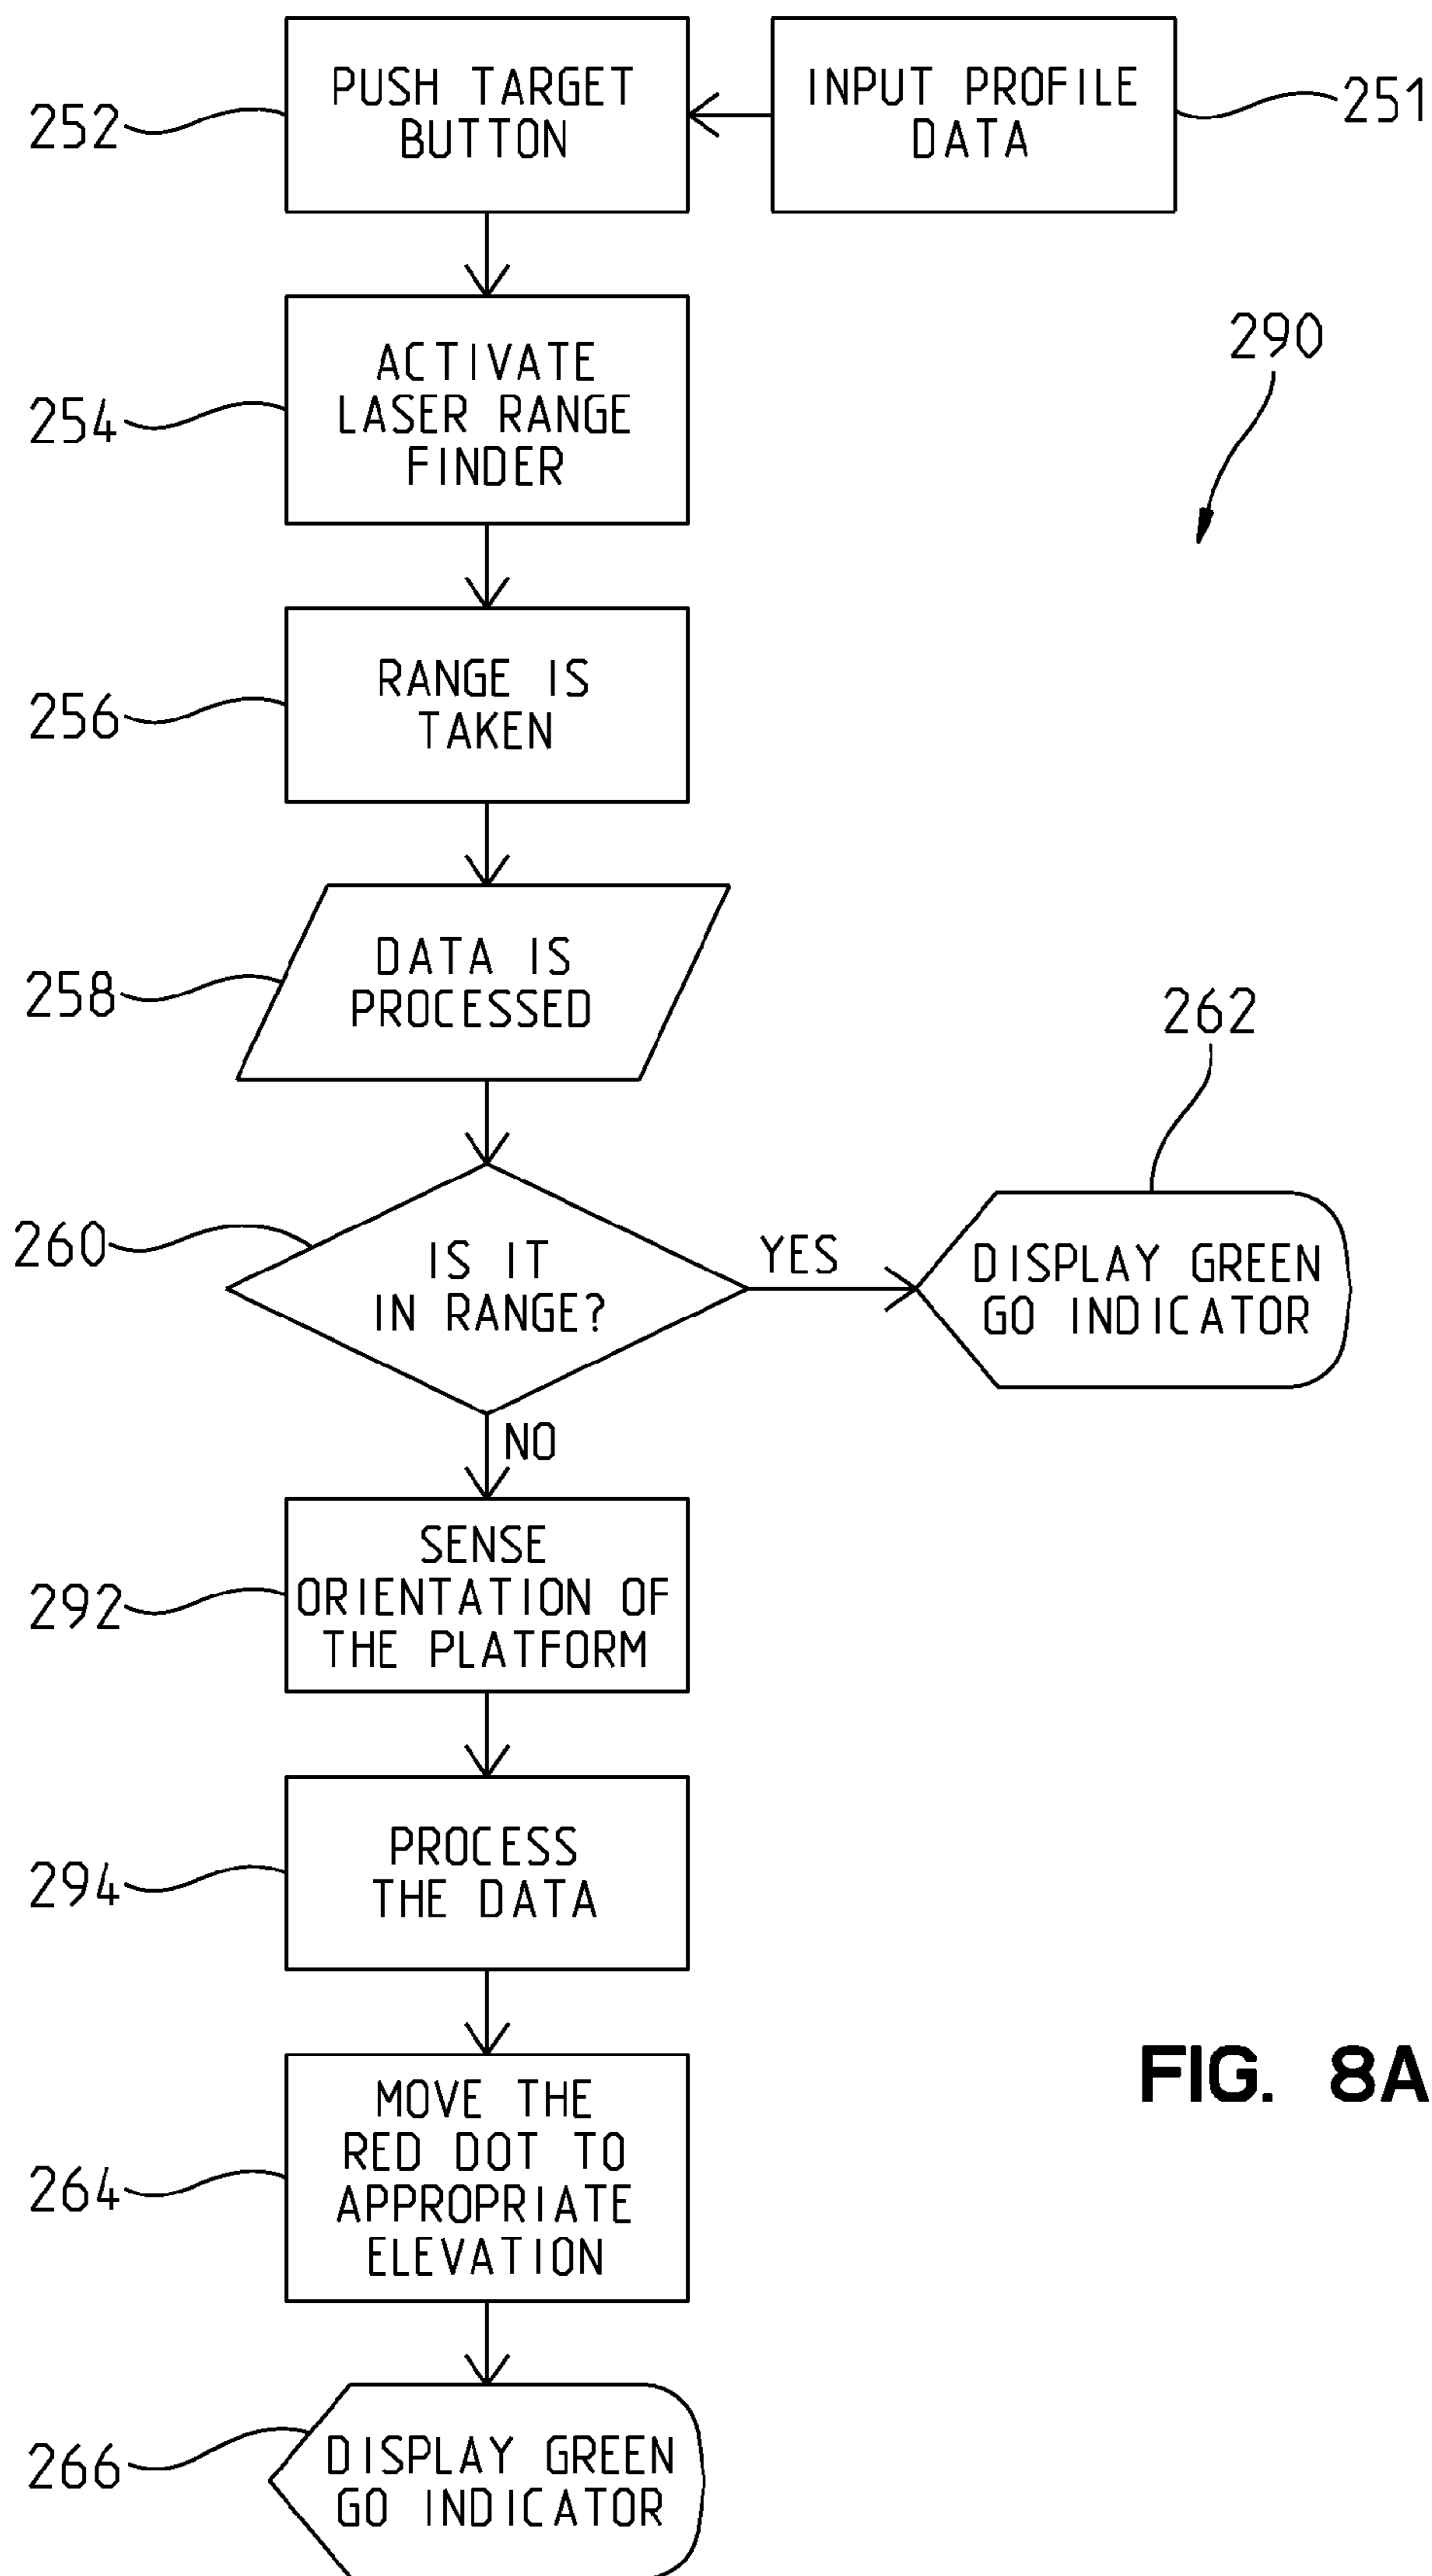 252
PUSH TARGET
BUTTON
INPUT PROFILE
DATA
251
254
ACTIVATE
LASER RANGE
FINDER
290
256
RANGE IS
TAKEN
258
DATA IS
PROCESSED
262
260
IS IT
IN RANGE?
YES
DISPLAY GREEN
GO INDICATOR
NO
292
SENSE
ORIENTATION OF
THE PLATFORM
294
PROCESS
THE DATA
264
MOVE THE
RED DOT TO
APPROPRIATE
ELEVATION
FIG. 8A
266
DISPLAY GREEN
GO INDICATOR